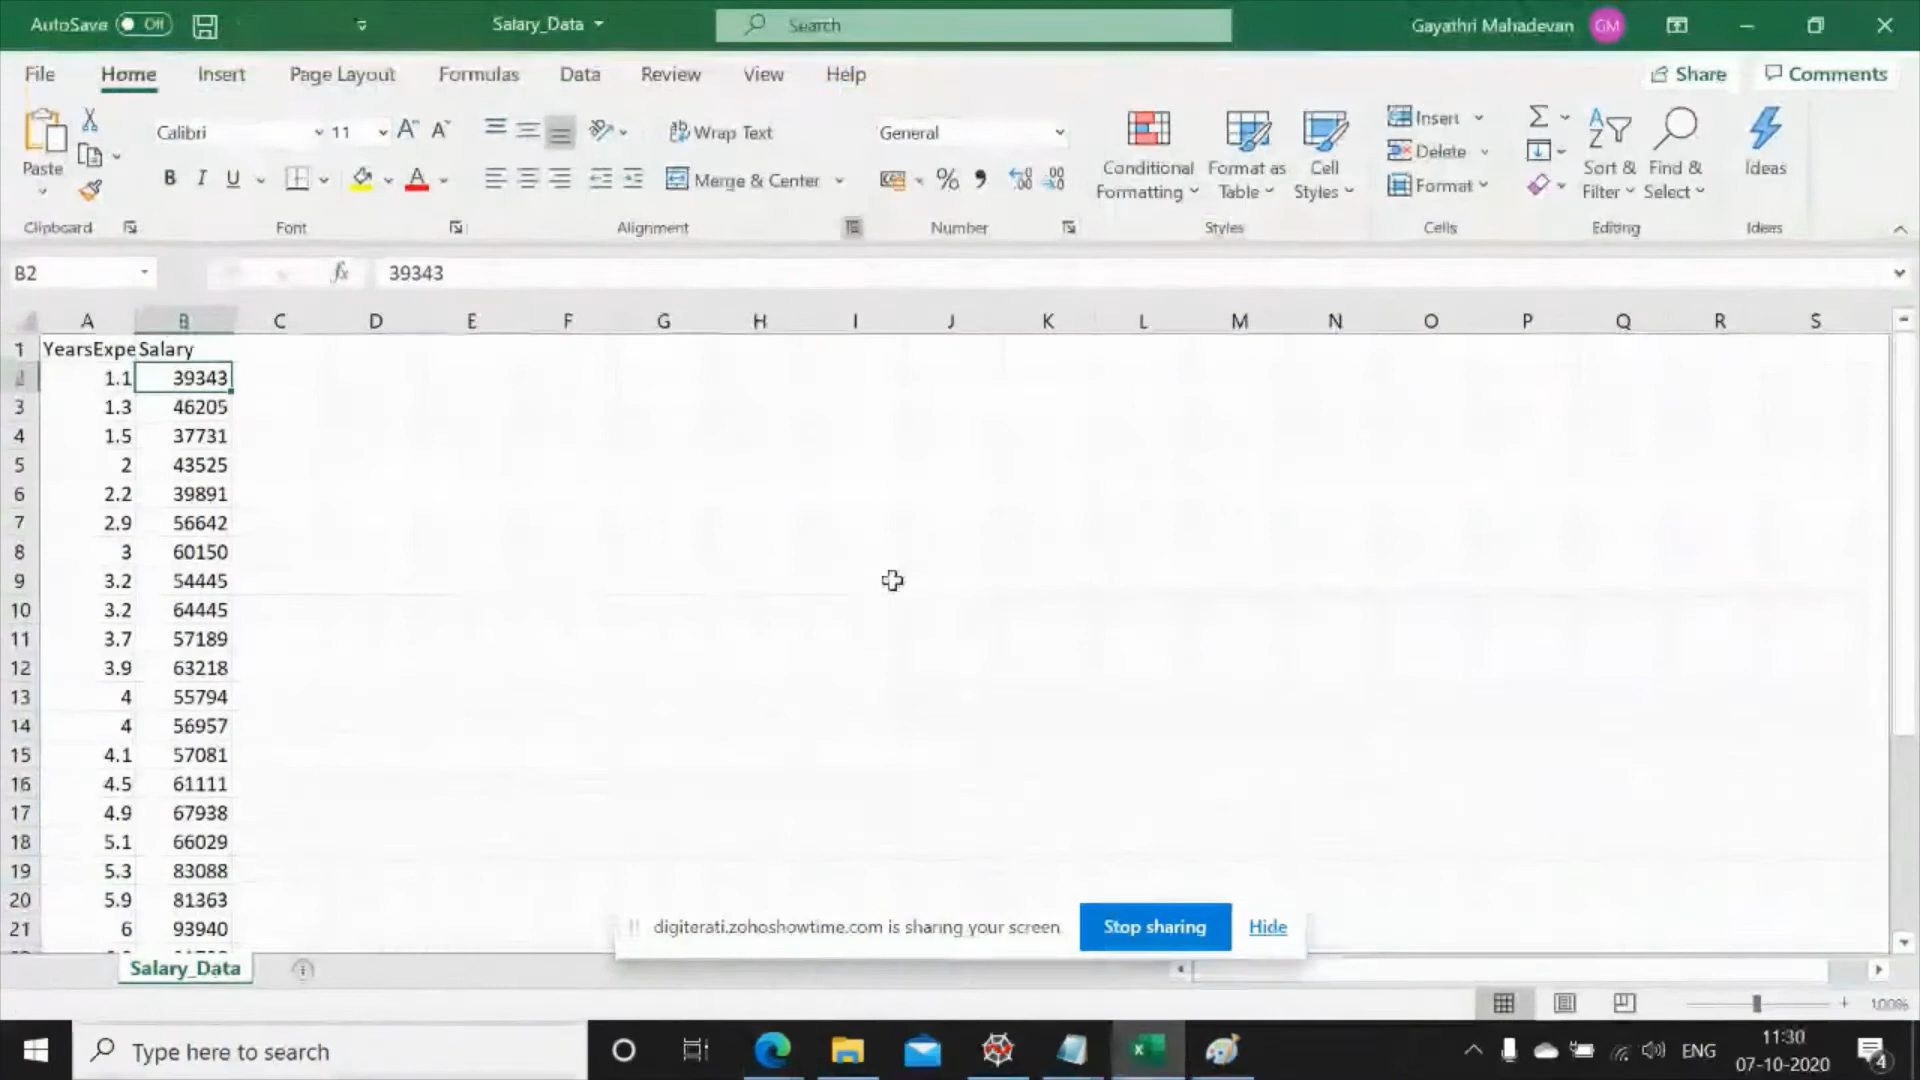 AutoSave Off Salary_Data Search Gayathri Mahadevan GM
File Home Insert Page Layout Formulas Data Review View Help Share Comments
Paste Calibri 11 A A Wrap Text General Conditional Formatting Format as Table Cell Styles Insert Delete Format Sort & Filter Find & Select Ideas
B I U A Merge & Center % 9
Clipboard Font Alignment Number Styles Cells Editing Ideas
B2 fx 39343
A B C D E F G H I J K L M N O P Q R S
1 YearsExpe Salary
2 1.1 39343
3 1.3 46205
4 1.5 37731
5 2 43525
6 2.2 39891
7 2.9 56642
8 3 60150
9 3.2 54445
10 3.2 64445
11 3.7 57189
12 3.9 63218
13 4 55794
14 4 56957
15 4.1 57081
16 4.5 61111
17 4.9 67938
18 5.1 66029
19 5.3 83088
20 5.9 81363
21 6 93940
digiterati.zohoshowtime.com is sharing your screen. Stop sharing Hide
Salary_Data
100%
Type here to search ENG 11:30
07-10-2020 4